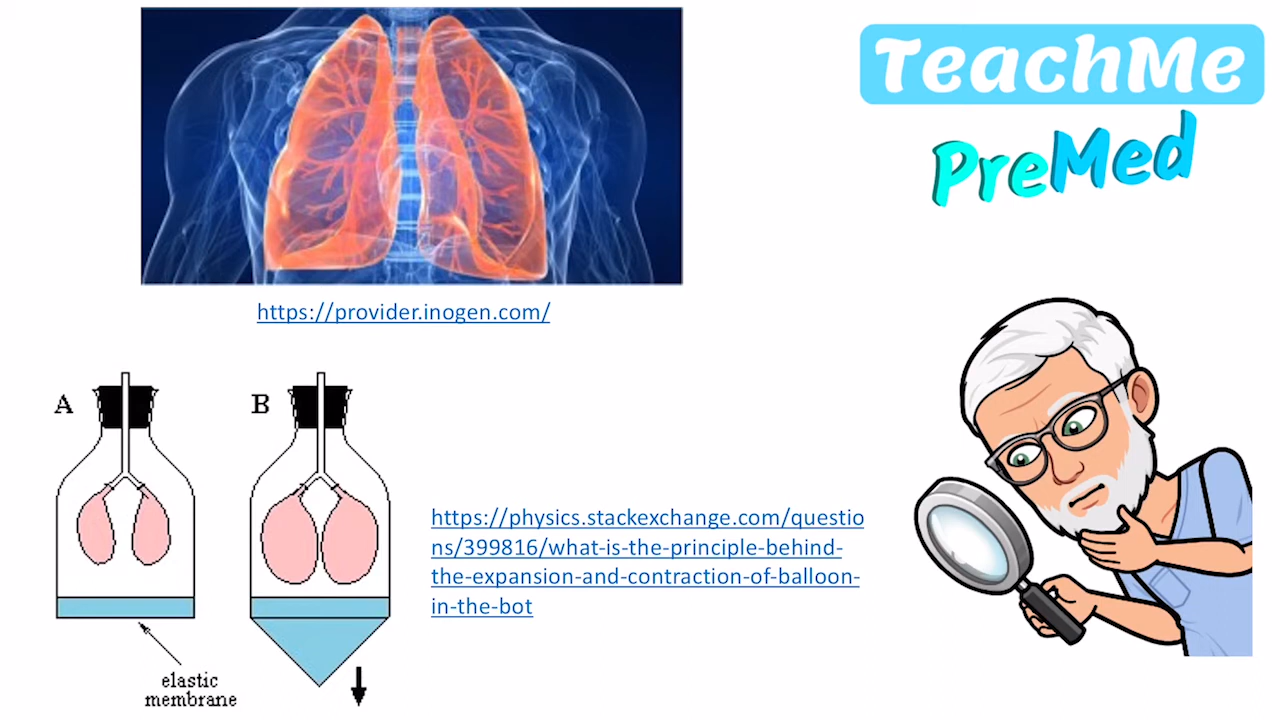 TeachMe
PreMed
https://provider.inogen.com/
A
B
https://physics.stackexchange.com/questio
ns/399816/what-is-the-principle-behind-
the-expansion-and-contraction-of-balloon-
in-the-bot
elastic
membrane